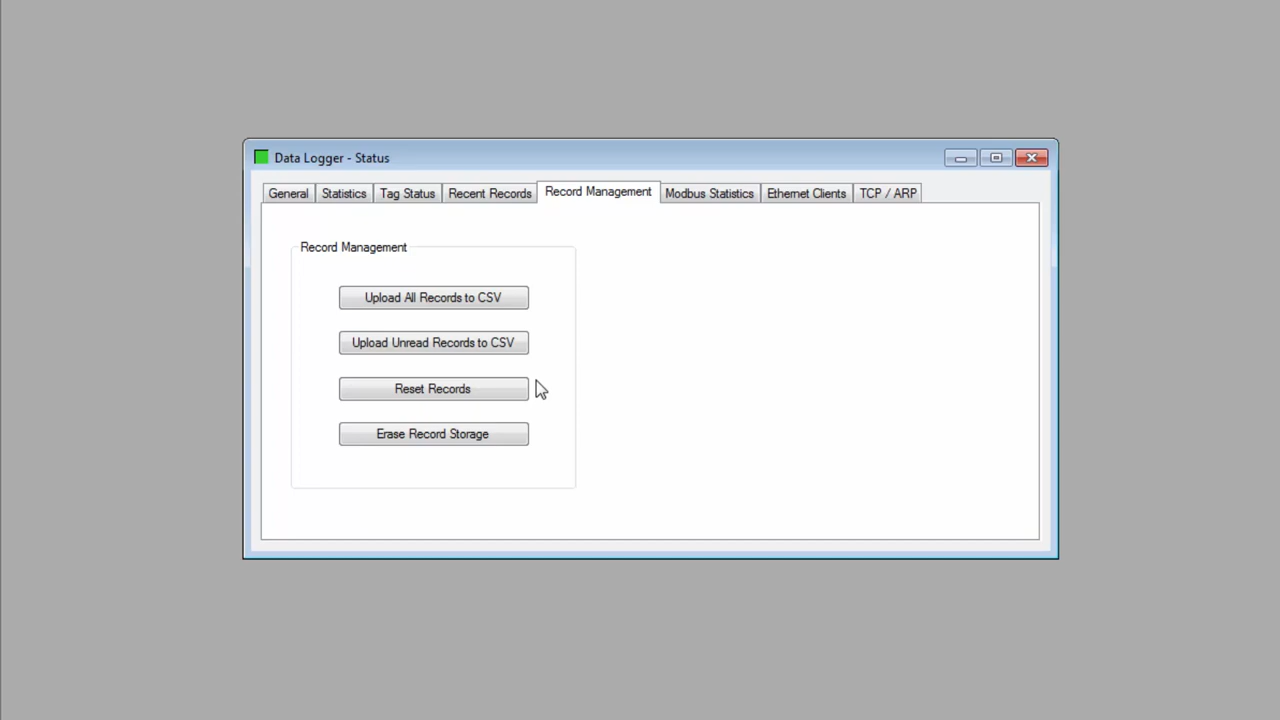 Data Logger - Status
General Statistics Tag Status Recent Records Record Management Modbus Statistics Ethernet Clients TCP / ARP
Record Management
Upload All Records to CSV
Upload Unread Records to CSV
Reset Records
Erase Record Storage